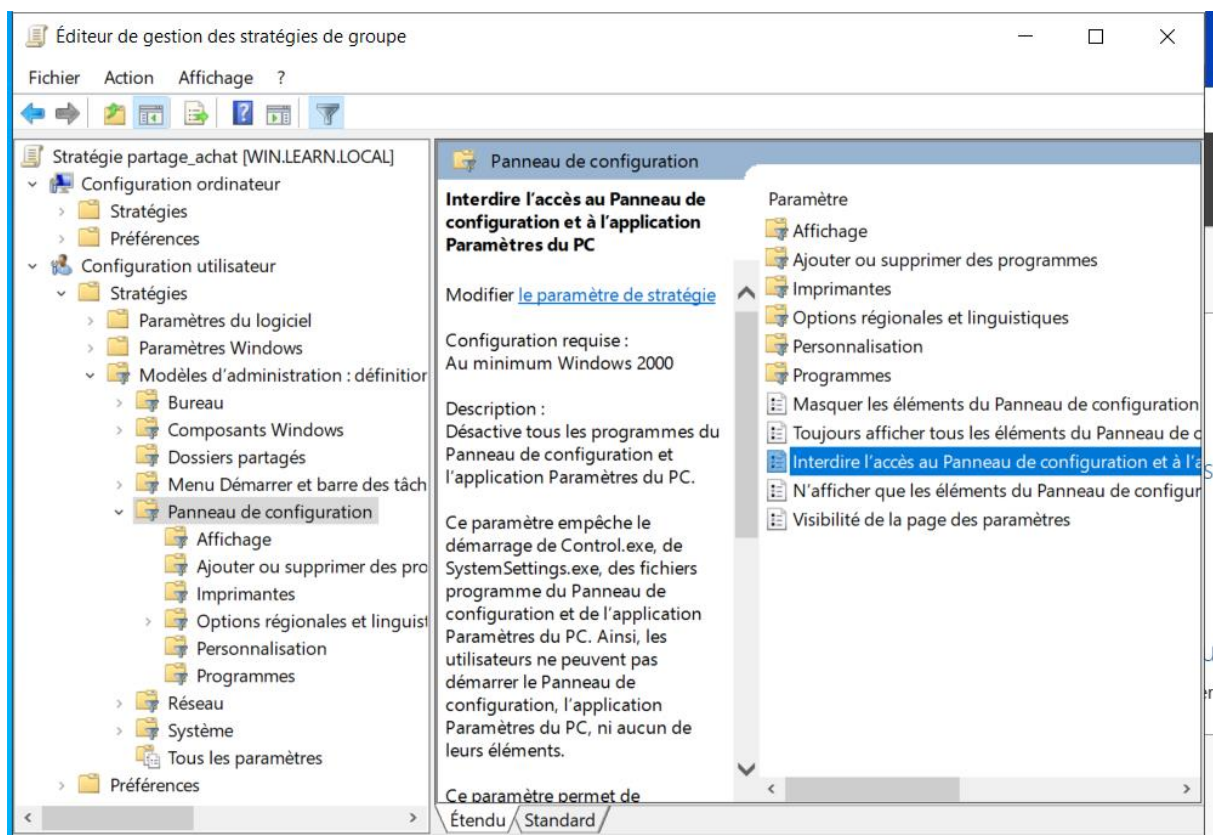 Éditeur de gestion des stratégies de groupe
Fichier Action Affichage ?
Stratégie partage_achat [WIN.LEARN.LOCAL]
Configuration ordinateur
Stratégies
Préférences
Configuration utilisateur
Stratégies
Paramètres du logiciel
Paramètres Windows
Modèles d'administration : définition
Bureau
Composants Windows
Dossiers partagés
Menu Démarrer et barre des tâch
Panneau de configuration
Affichage
Ajouter ou supprimer des pro
Imprimantes
Options régionales et linguist
Personnalisation
Programmes
Réseau
Système
Tous les paramètres
Préférences
Panneau de configuration
Interdire l'accès au Panneau de
configuration et à l'application
Paramètres du PC
Modifier le paramètre de stratégie
Configuration requise :
Au minimum Windows 2000
Description :
Désactive tous les programmes du
Panneau de configuration et
l'application Paramètres du PC.
Ce paramètre empêche le
démarrage de Control.exe, de
SystemSettings.exe, des fichiers
programme du Panneau de
configuration et de l'application
Paramètres du PC. Ainsi, les
utilisateurs ne peuvent pas
démarrer le Panneau de
configuration, l'application
Paramètres du PC, ni aucun de
leurs éléments.
Ce paramètre permet de
Paramètre
Affichage
Ajouter ou supprimer des programmes
Imprimantes
Options régionales et linguistiques
Personnalisation
Programmes
Masquer les éléments du Panneau de configuration
Toujours afficher tous les éléments du Panneau de c
Interdire l'accès au Panneau de configuration et à l'a
N'afficher que les éléments du Panneau de configur
Visibilité de la page des paramètres
Étendu Standard